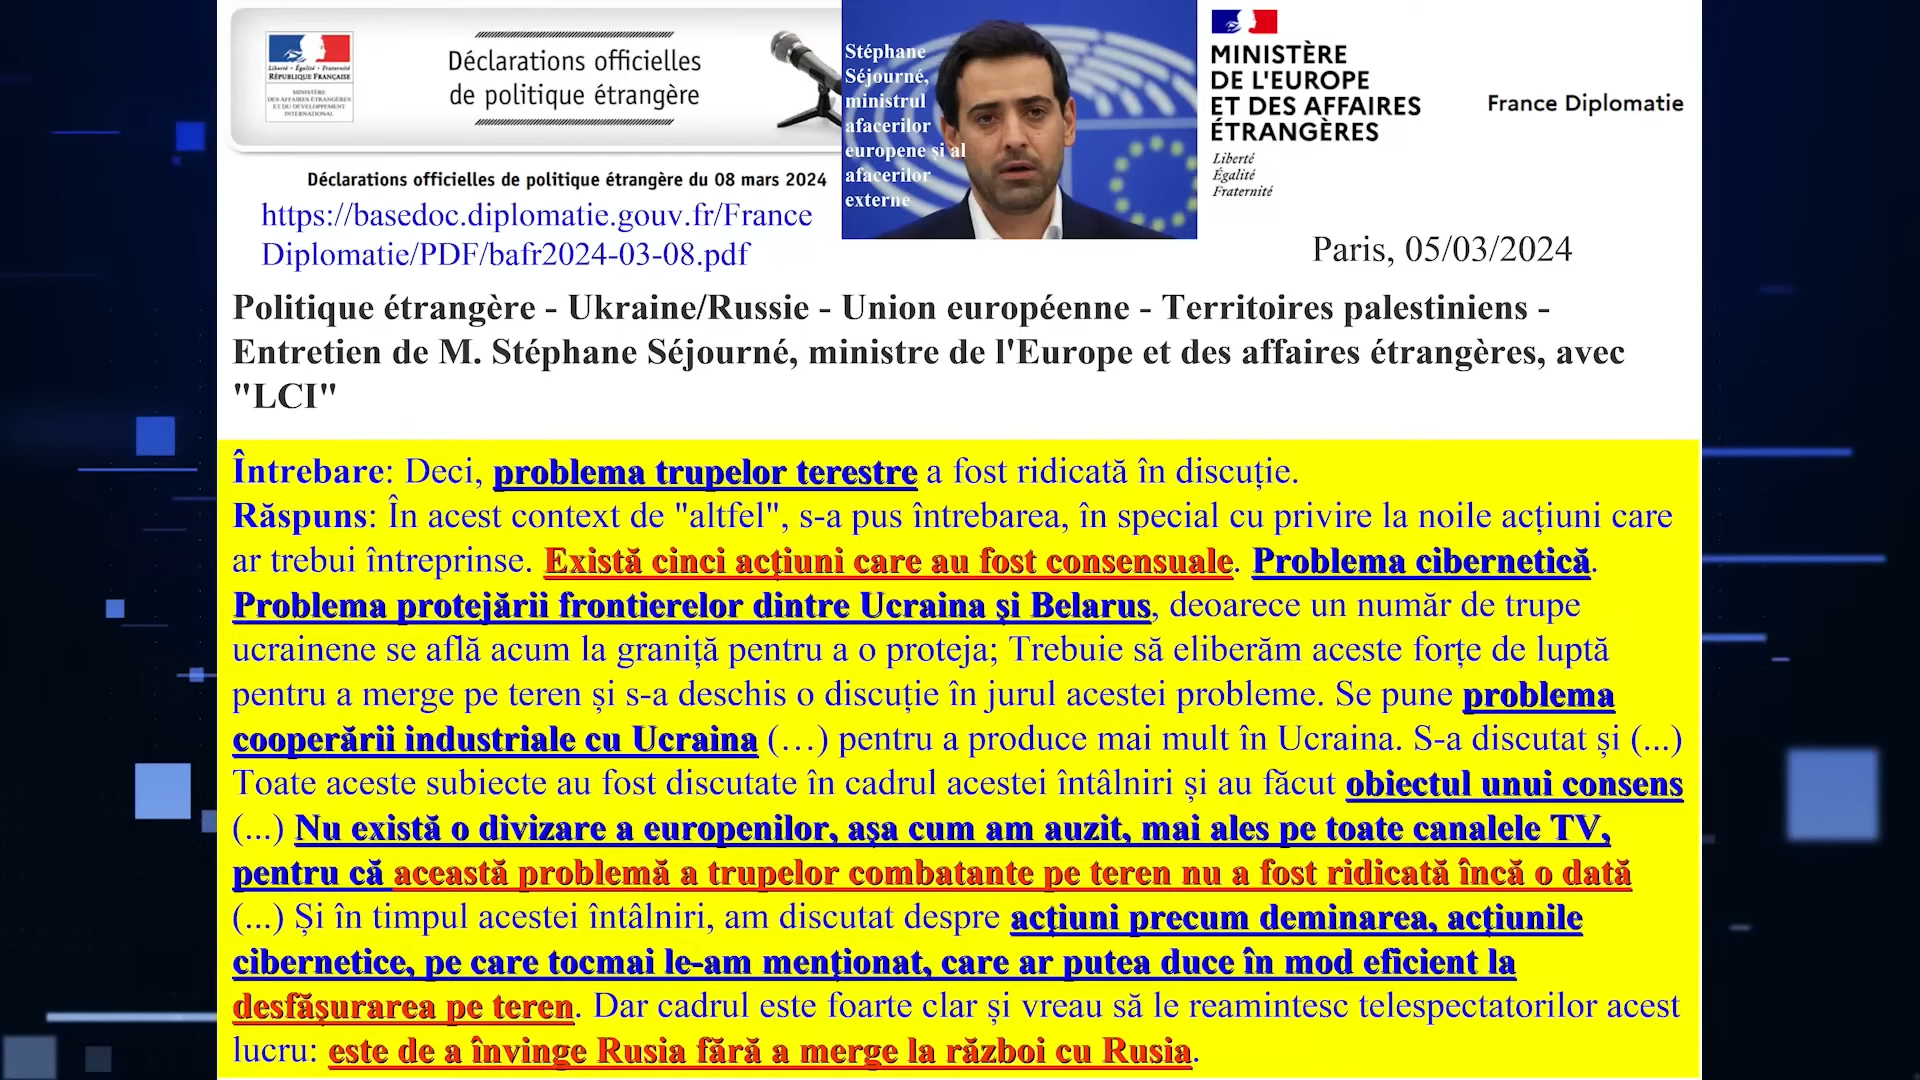 Liberté • Égalité • Fraternité
RÉPUBLIQUE FRANÇAISE
MINISTÈRE
DES AFFAIRES ÉTRANGÈRES
ET DU DÉVELOPPEMENT
INTERNATIONAL
Déclarations officielles
de politique étrangère
Déclarations officielles de politique étrangère du 08 mars 2024
https://basedoc.diplomatie.gouv.fr/France
Diplomatie/PDF/bafr2024-03-08.pdf
Stéphane
Séjourné,
ministrul
afacerilor
europene și al
afacerilor
externe
MINISTÈRE
DE L'EUROPE
ET DES AFFAIRES
ÉTRANGÈRES
Liberté
Égalité
Fraternité
France Diplomatie
Paris, 05/03/2024
Politique étrangère - Ukraine/Russie - Union européenne - Territoires palestiniens -
Entretien de M. Stéphane Séjourné, ministre de l'Europe et des affaires étrangères, avec
"LCI"
Întrebare: Deci, problema trupelor terestre a fost ridicată în discuție.
Răspuns: În acest context de "altfel", s-a pus întrebarea, în special cu privire la noile acțiuni care
ar trebui întreprinse. Există cinci acțiuni care au fost consensuale. Problema cibernetică.
Problema protejării frontierelor dintre Ucraina și Belarus, deoarece un număr de trupe
ucrainene se află acum la graniță pentru a o proteja; Trebuie să eliberăm aceste forțe de luptă
pentru a merge pe teren și s-a deschis o discuție în jurul acestei probleme. Se pune problema
cooperării industriale cu Ucraina (…) pentru a produce mai mult în Ucraina. S-a discutat și (...)
Toate aceste subiecte au fost discutate în cadrul acestei întâlniri și au făcut obiectul unui consens
(...) Nu există o divizare a europenilor, așa cum am auzit, mai ales pe toate canalele TV,
pentru că această problemă a trupelor combatante pe teren nu a fost ridicată încă o dată
(...) Și în timpul acestei întâlniri, am discutat despre acțiuni precum deminarea, acțiunile
cibernetice, pe care tocmai le-am menționat, care ar putea duce în mod eficient la
desfășurarea pe teren. Dar cadrul este foarte clar și vreau să le reamintesc telespectatorilor acest
lucru: este de a învinge Rusia fără a merge la război cu Rusia.